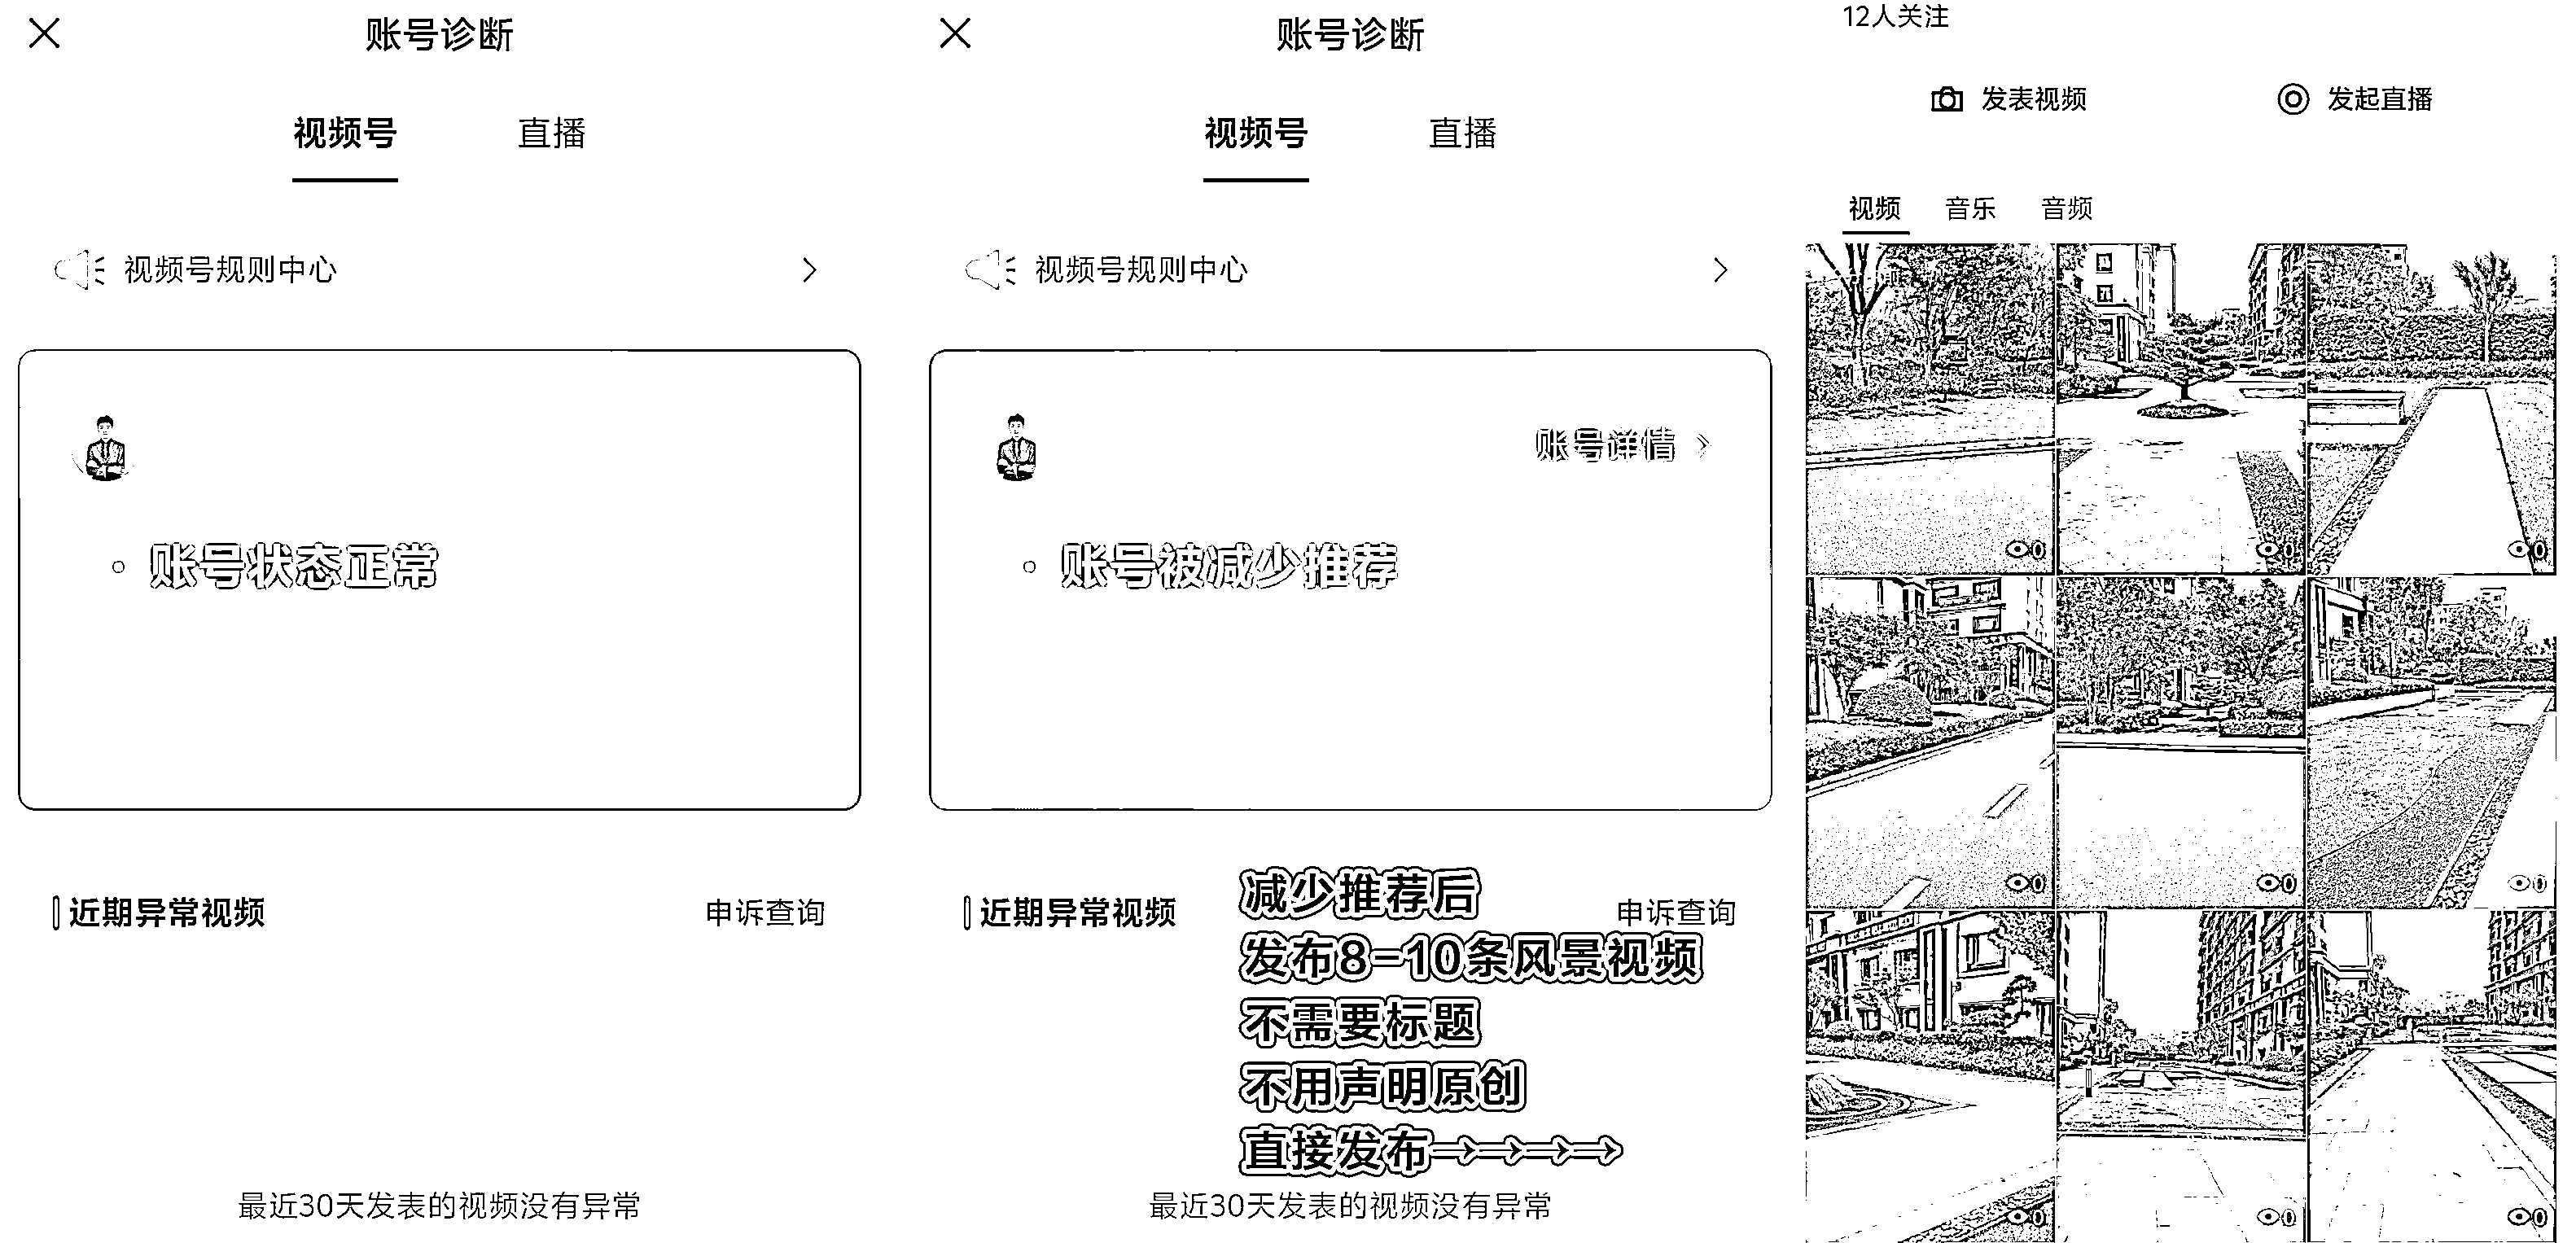 账号诊断
视频号 直播
视频号规则中心
账号状态正常
近期异常视频 申诉查询
最近30天发表的视频没有异常
账号诊断
视频号 直播
视频号规则中心
账号详情
账号被减少推荐
近期异常视频 申诉查询
减少推荐后
发布8-10条风景视频
不需要标题
不用声明原创
直接发布→→→→
最近30天发表的视频没有异常
12人关注
发表视频 发起直播
视频 音乐 音频
0 0 0
0 0 0
0 0 0